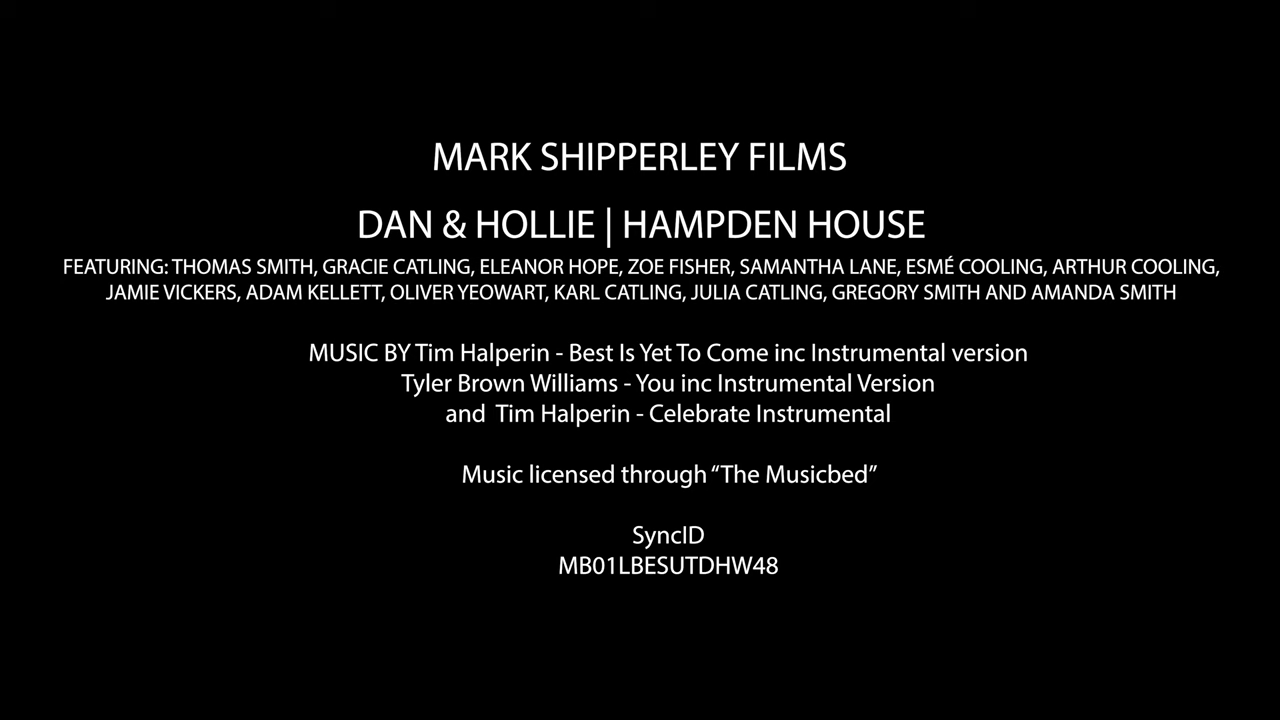 MARK SHIPPERLEY FILMS
DAN & HOLLIE | HAMPDEN HOUSE
FEATURING: THOMAS SMITH, GRACIE CATLING, ELEANOR HOPE, ZOE FISHER, SAMANTHA LANE, ESMÉ COOLING, ARTHUR COOLING,
JAMIE VICKERS, ADAM KELLETT, OLIVER YEOWART, KARL CATLING, JULIA CATLING, GREGORY SMITH AND AMANDA SMITH
MUSIC BY Tim Halperin - Best Is Yet To Come inc Instrumental version
Tyler Brown Williams - You inc Instrumental Version
and Tim Halperin - Celebrate Instrumental
Music licensed through “The Musicbed”
SyncID
MB01LBESUTDHW48